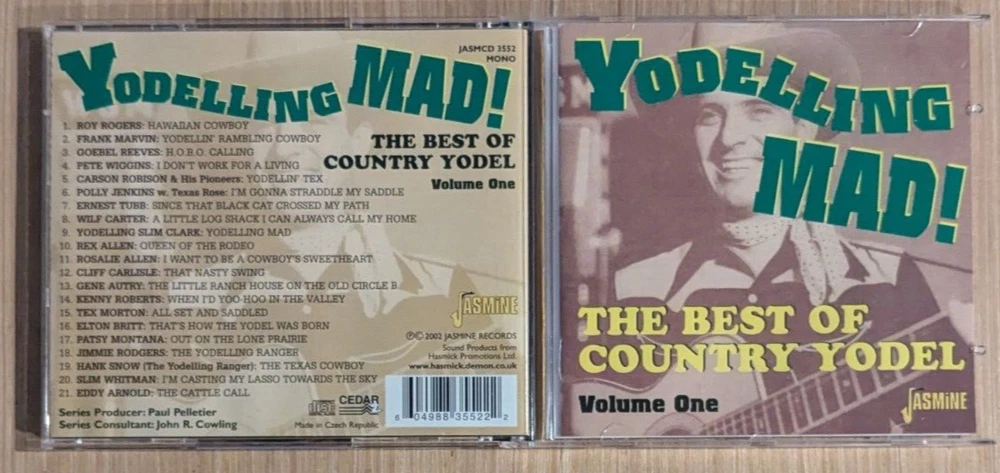 JASMCD 3552
MONO
YODELLING MAD!
THE BEST OF
COUNTRY YODEL
Volume One
1. ROY ROGERS: HAWAIIAN COWBOY
2. FRANK MARVIN: YODELLIN' RAMBLING COWBOY
3. GOEBEL REEVES: H.O.B.O. CALLING
4. PETE WIGGINS: I DON'T WORK FOR A LIVING
5. CARSON ROBISON & His Pioneers: YODELLIN' TEX
6. POLLY JENKINS w. Texas Rose: I'M GONNA STRADDLE MY SADDLE
7. ERNEST TUBB: SINCE THAT BLACK CAT CROSSED MY PATH
8. WILF CARTER: A LITTLE LOG SHACK I CAN ALWAYS CALL MY HOME
9. YODELLING SLIM CLARK: YODELLING MAD
10. REX ALLEN: QUEEN OF THE RODEO
11. ROSALIE ALLEN: I WANT TO BE A COWBOY'S SWEETHEART
12. CLIFF CARLISLE: THAT NASTY SWING
13. GENE AUTRY: THE LITTLE RANCH HOUSE ON THE OLD CIRCLE B
14. KENNY ROBERTS: WHEN I'D YOO-HOO IN THE VALLEY
15. TEX MORTON: ALL SET AND SADDLED
16. ELTON BRITT: THAT'S HOW THE YODEL WAS BORN
17. PATSY MONTANA: OUT ON THE LONE PRAIRIE
18. JIMMIE RODGERS: THE YODELLING RANGER
19. HANK SNOW (The Yodelling Ranger): THE TEXAS COWBOY
20. SLIM WHITMAN: I'M CASTING MY LASSO TOWARDS THE SKY
21. EDDY ARNOLD: THE CATTLE CALL
Series Producer: Paul Pelletier
Series Consultant: John R. Cowling
JASMINE
℗© 2002 JASMINE RECORDS
Sound Products from
Hasmick Promotions Ltd.
www.hasmick.demon.co.uk
CEDAR
Made in Czech Republic
6 04988 35522 2
YODELLING
MAD!
THE BEST OF
COUNTRY YODEL
Volume One
JASMINE